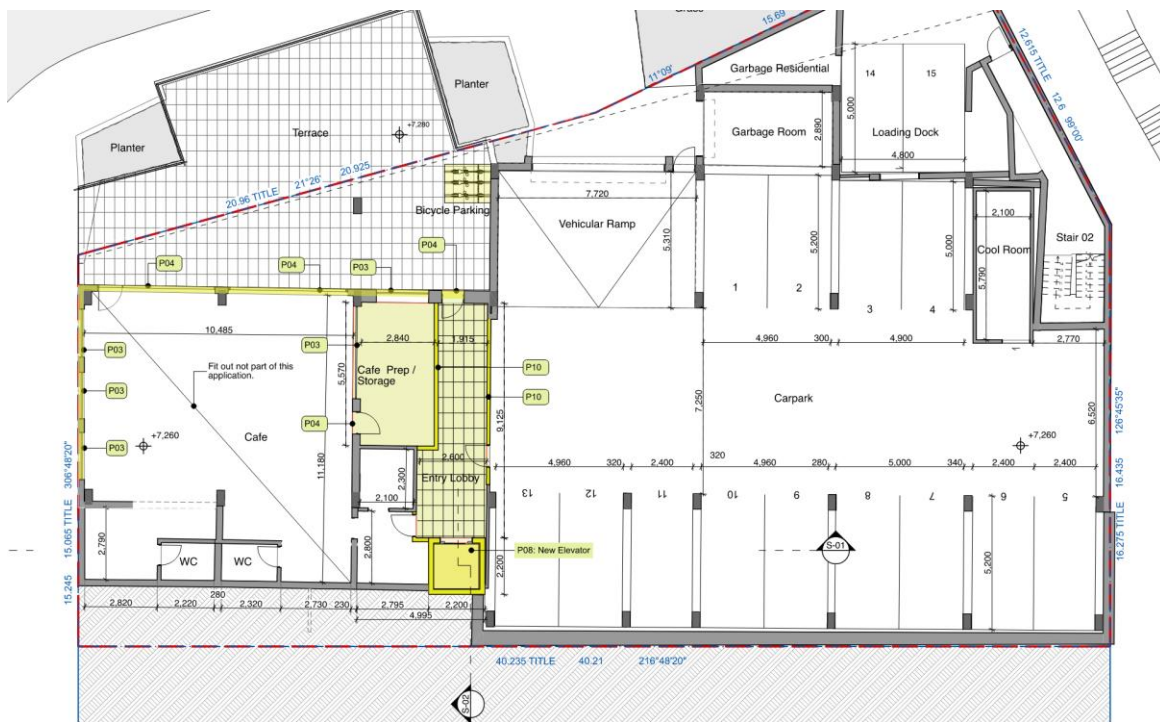 Grass
15.69
11°09'
Garbage Residential
14
15
12.615 TITLE
12.6
99°00'
Planter
Planter
Terrace
+7,280
Garbage Room
2,890
5,000
Loading Dock
4,800
20.96 TITLE
21°26'
20.925
Bicycle Parking
7,720
Vehicular Ramp
5,310
5,200
5,000
2,100
Cool Room
5,790
Stair 02
P04
P04
P03
P04
1
2
3
4
10,485
2,840
1,915
4,960
300
4,900
2,770
P03
P03
Cafe Prep /
Storage
5,570
P10
Fit out not part of this
application.
P03
P10
9,125
7,250
Carpark
6,520
P04
Cafe
+7,260
+7,260
P03
11,180
2,600
Entry Lobby
2,300
2,100
4,960
320
2,400
320
4,960
280
5,000
340
2,400
2,400
13
12
11
10
9
8
7
6
5
306°48'20"
15.065 TITLE
15.245
126°45'35"
16.435
16.275 TITLE
2,790
WC
WC
2,800
P08: New Elevator
2,200
S-01
5,200
280
2,820
2,220
2,320
2,730
230
2,795
2,200
4,995
40.235 TITLE
40.21
216°48'20"
S-02